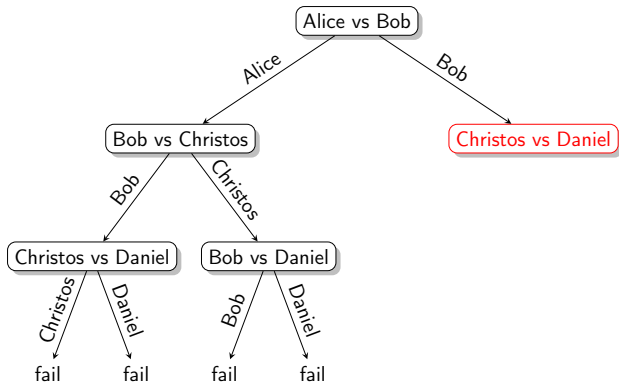 Alice vs Bob
Alice
Bob
Bob vs Christos
Christos vs Daniel
Bob
Christos
Christos vs Daniel
Bob vs Daniel
Christos
Daniel
Bob
Daniel
fail
fail
fail
fail